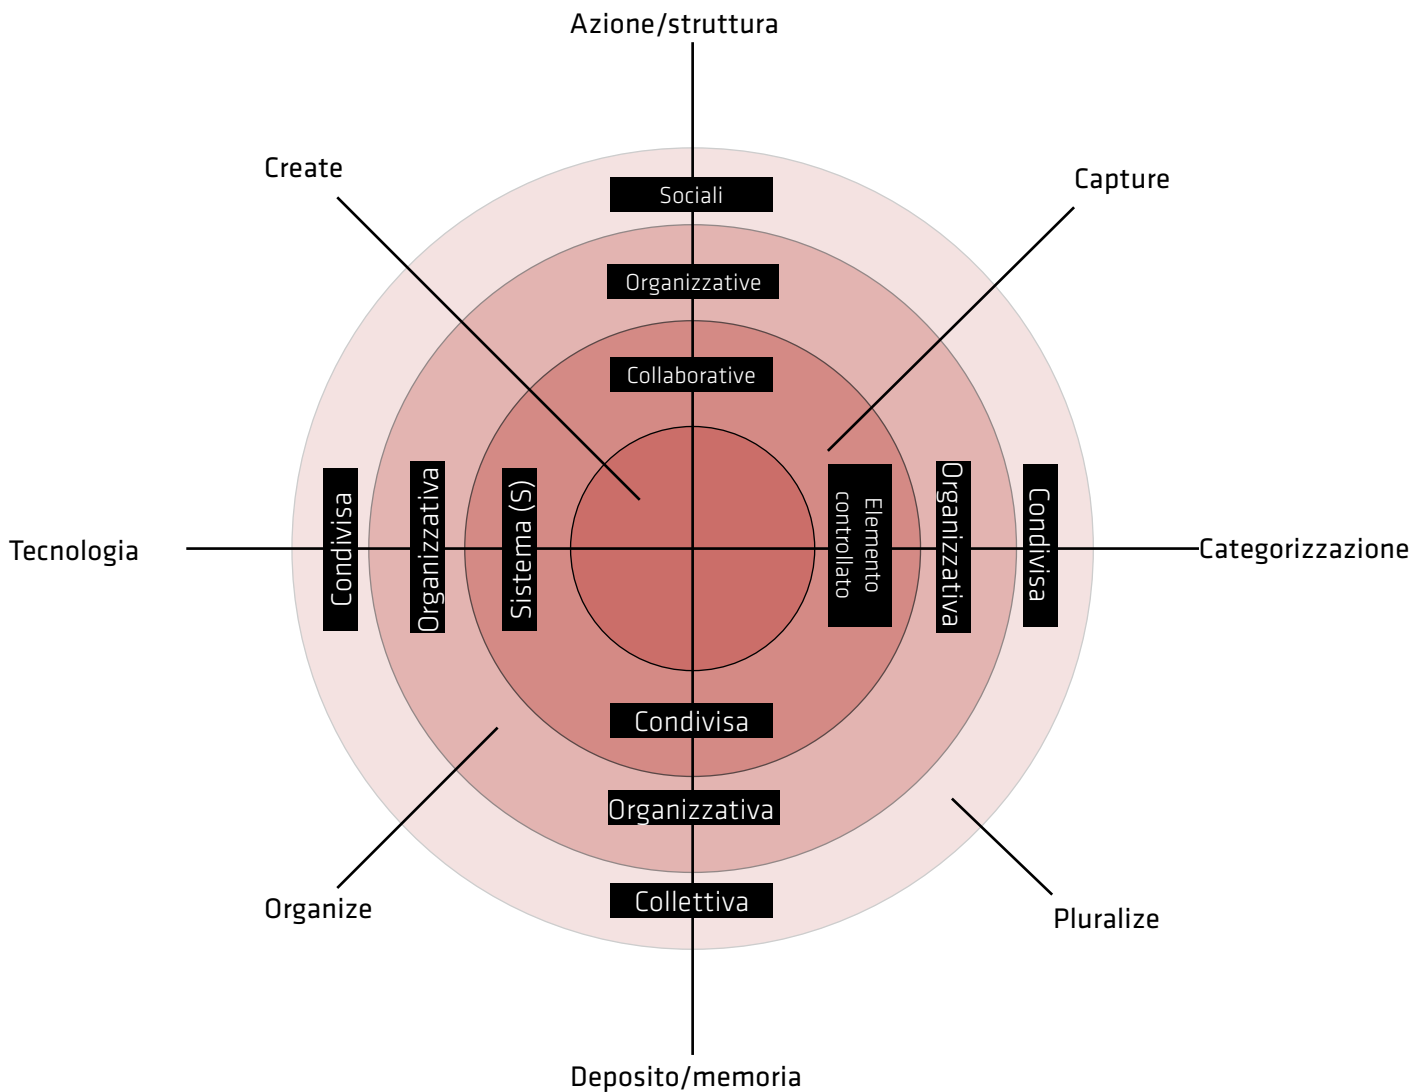 Azione/struttura
Create
Capture
Sociali
Organizzative
Collaborative
Tecnologia
Condivisa
Organizzativa
Sistema (S)
Elemento
controllato
Organizzativa
Condivisa
Categorizzazione
Condivisa
Organizzativa
Collettiva
Organize
Pluralize
Deposito/memoria